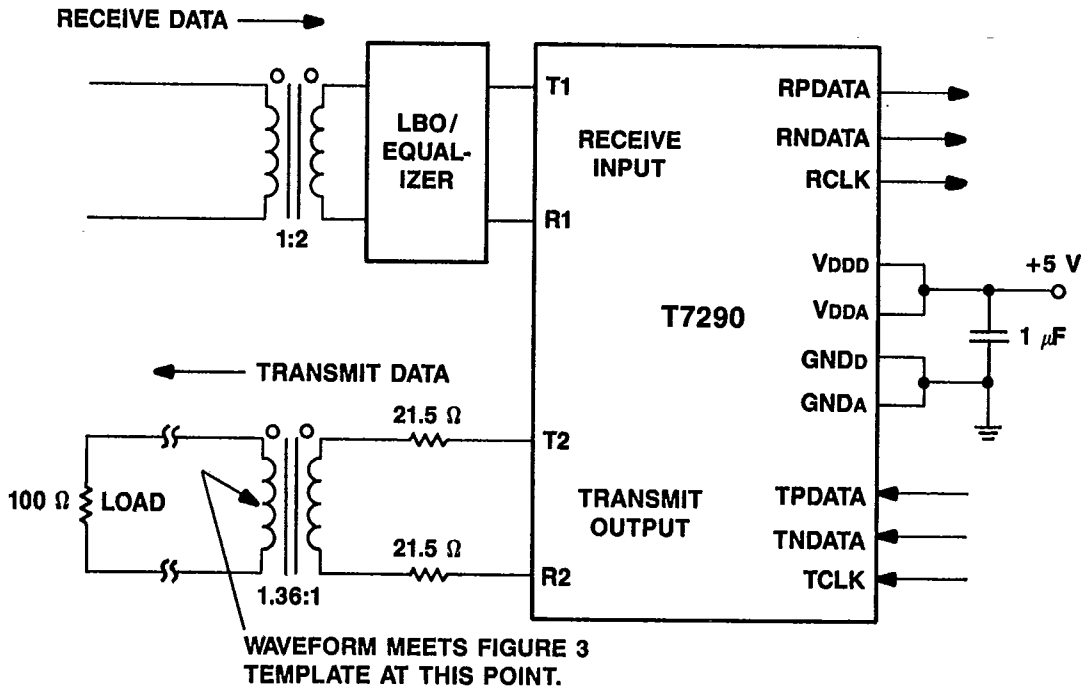 RECEIVE DATA
LBO/
EQUAL-
IZER
1:2
T1
R1
RECEIVE
INPUT
RPDATA
RNDATA
RCLK
VDDD
VDDA
GNDD
GNDA
+5 V
1 μF
T7290
TRANSMIT DATA
21.5 Ω
21.5 Ω
100 Ω
LOAD
1.36:1
T2
R2
TRANSMIT
OUTPUT
TPDATA
TNDATA
TCLK
WAVEFORM MEETS FIGURE 3
TEMPLATE AT THIS POINT.